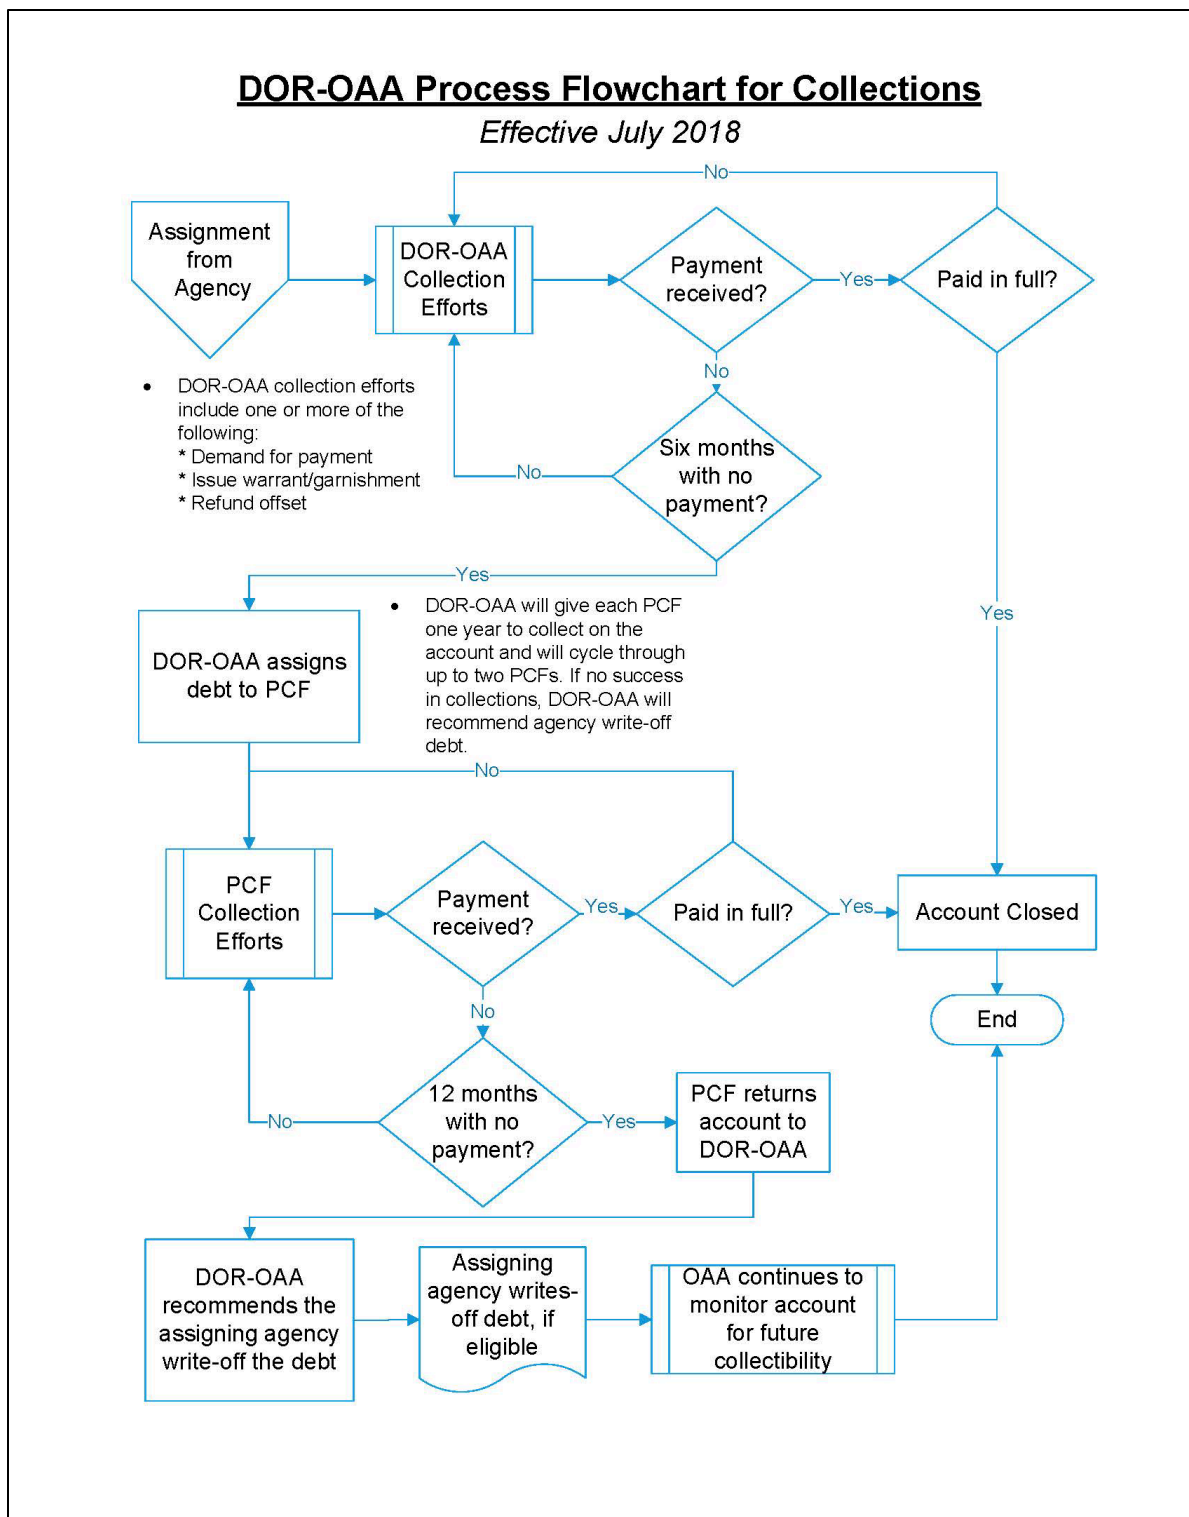 DOR-OAA Process Flowchart for Collections
Effective July 2018
No
Assignment
from
Agency
DOR-OAA
Collection
Efforts
Payment
received?
Yes
Paid in full?
No
• DOR-OAA collection efforts
include one or more of the
following:
* Demand for payment
* Issue warrant/garnishment
* Refund offset
Six months
with no
payment?
No
Yes
Yes
DOR-OAA assigns
debt to PCF
• DOR-OAA will give each PCF
one year to collect on the
account and will cycle through
up to two PCFs. If no success
in collections, DOR-OAA will
recommend agency write-off
debt.
No
PCF
Collection
Efforts
Payment
received?
Yes
Paid in full?
Yes
Account Closed
No
End
12 months
with no
payment?
No
Yes
PCF returns
account to
DOR-OAA
DOR-OAA
recommends the
assigning agency
write-off the debt
Assigning
agency writes-
off debt, if
eligible
OAA continues to
monitor account
for future
collectibility